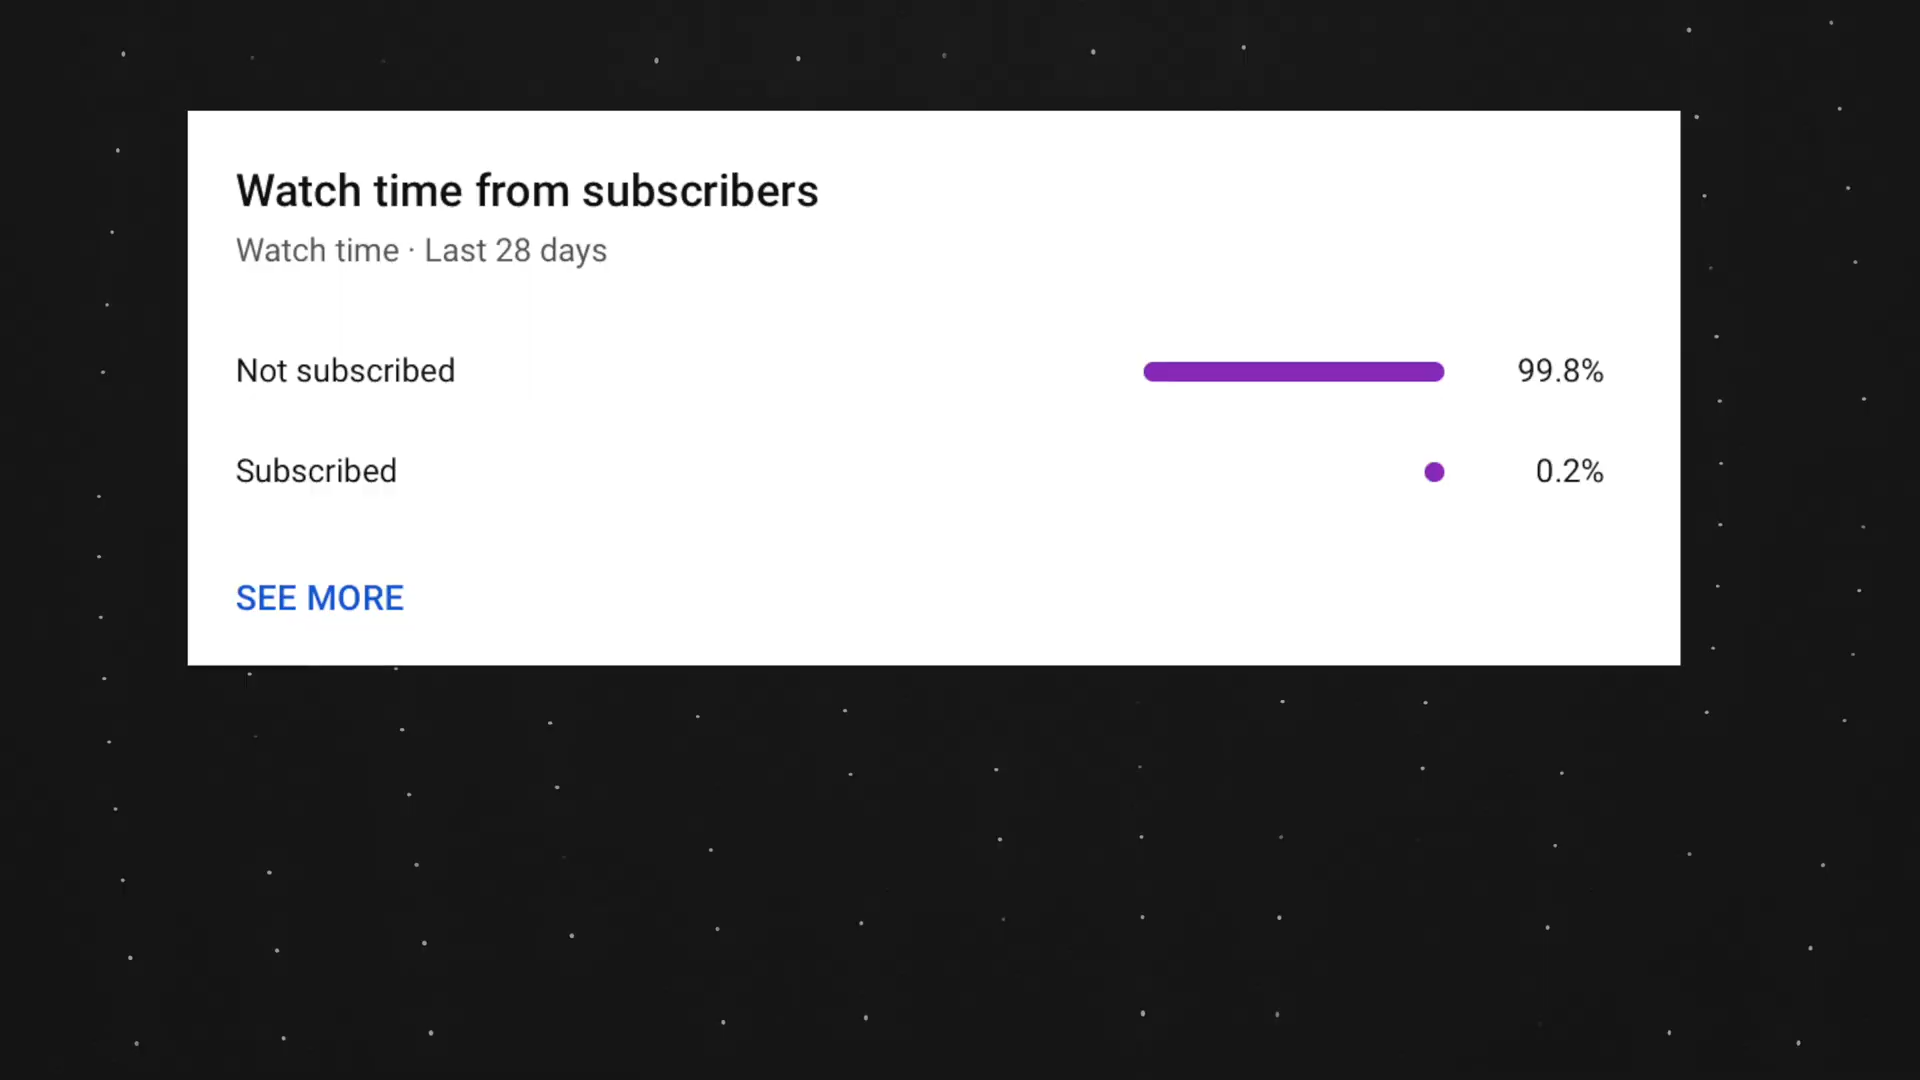 Watch time from subscribers
Watch time · Last 28 days
Not subscribed 99.8%
Subscribed 0.2%
SEE MORE